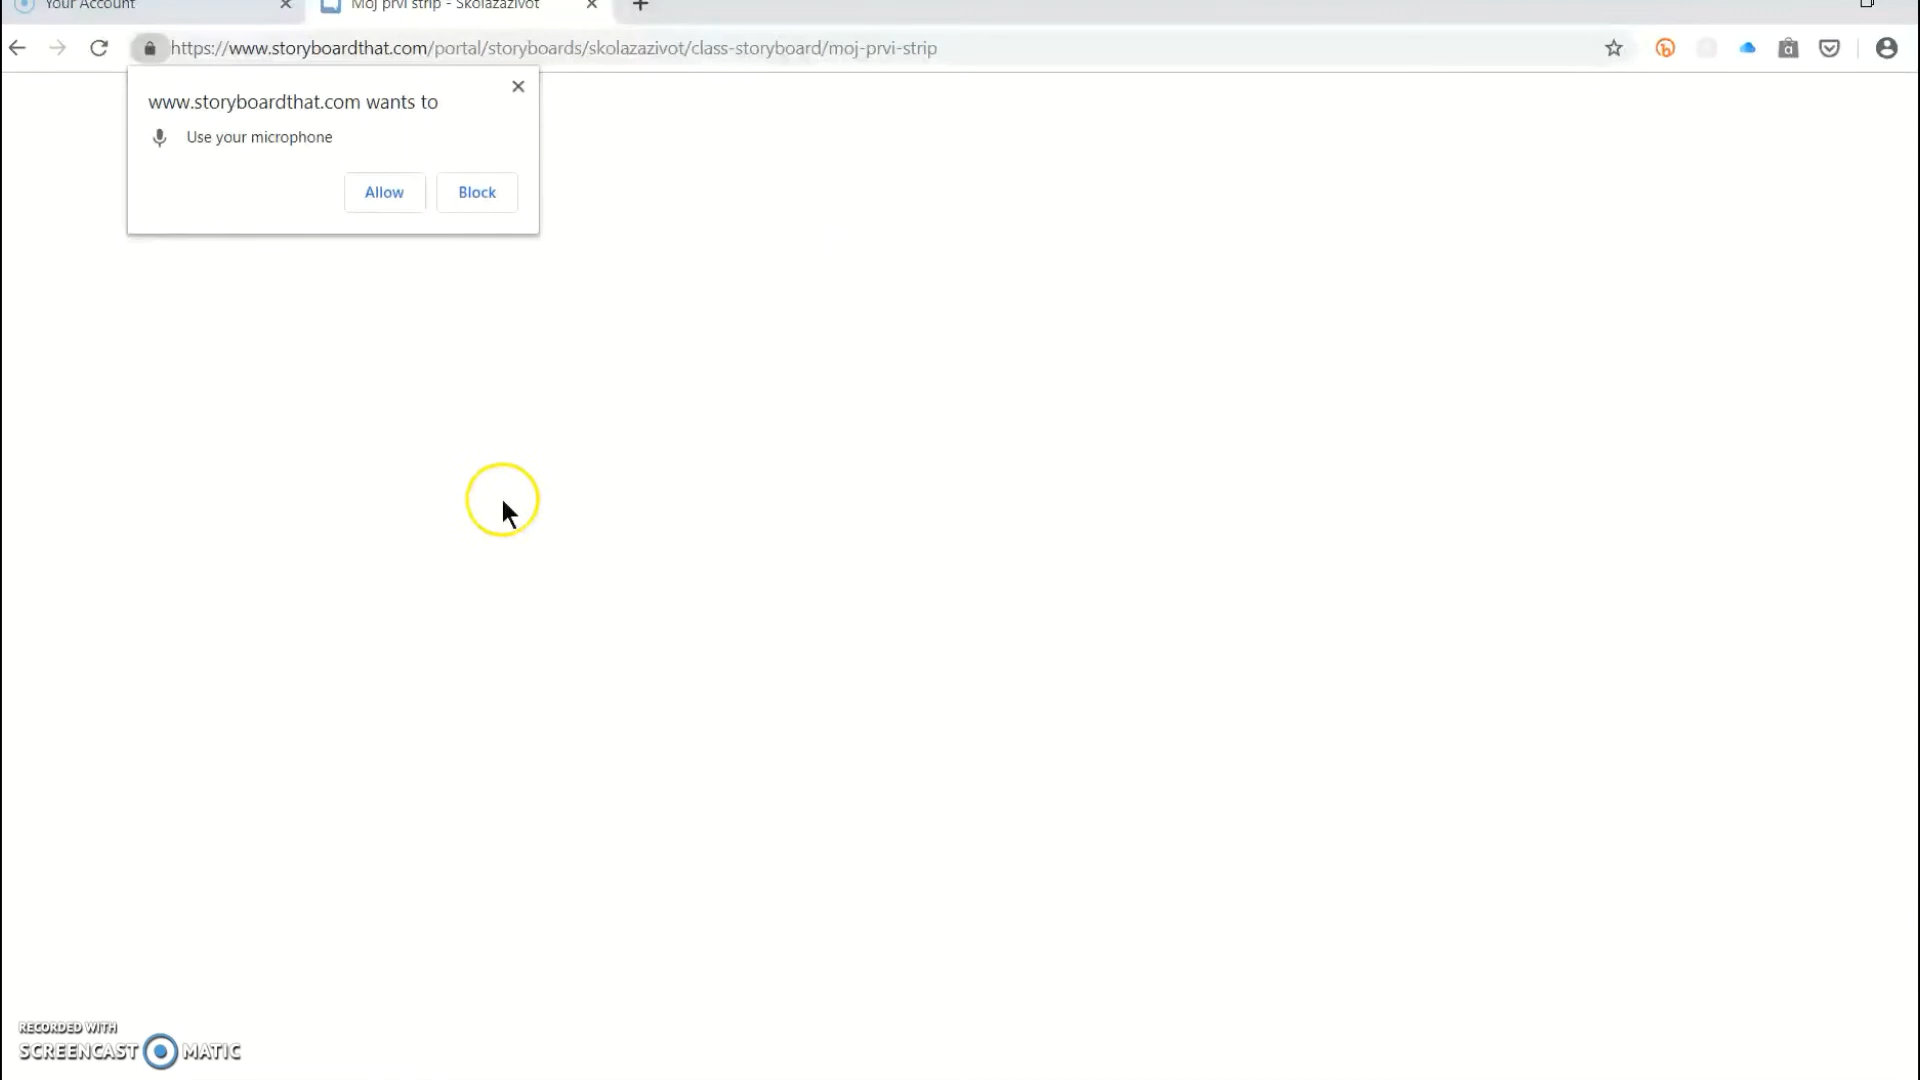 Your Account
Moj prvi strip - Skolazazivot
https://www.storyboardthat.com/portal/storyboards/skolazazivot/class-storyboard/moj-prvi-strip
www.storyboardthat.com wants to
Use your microphone
Allow
Block
RECORDED WITH
SCREENCAST MATIC